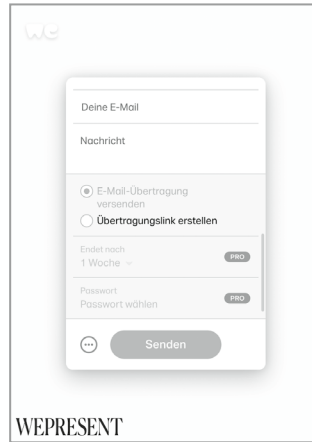 we
Deine E-Mail
Nachricht
E-Mail-Übertragung
versenden
Übertragungslink erstellen
Endet nach
1 Woche
PRO
Passwort
Passwort wählen
PRO
Senden
WEPRESENT